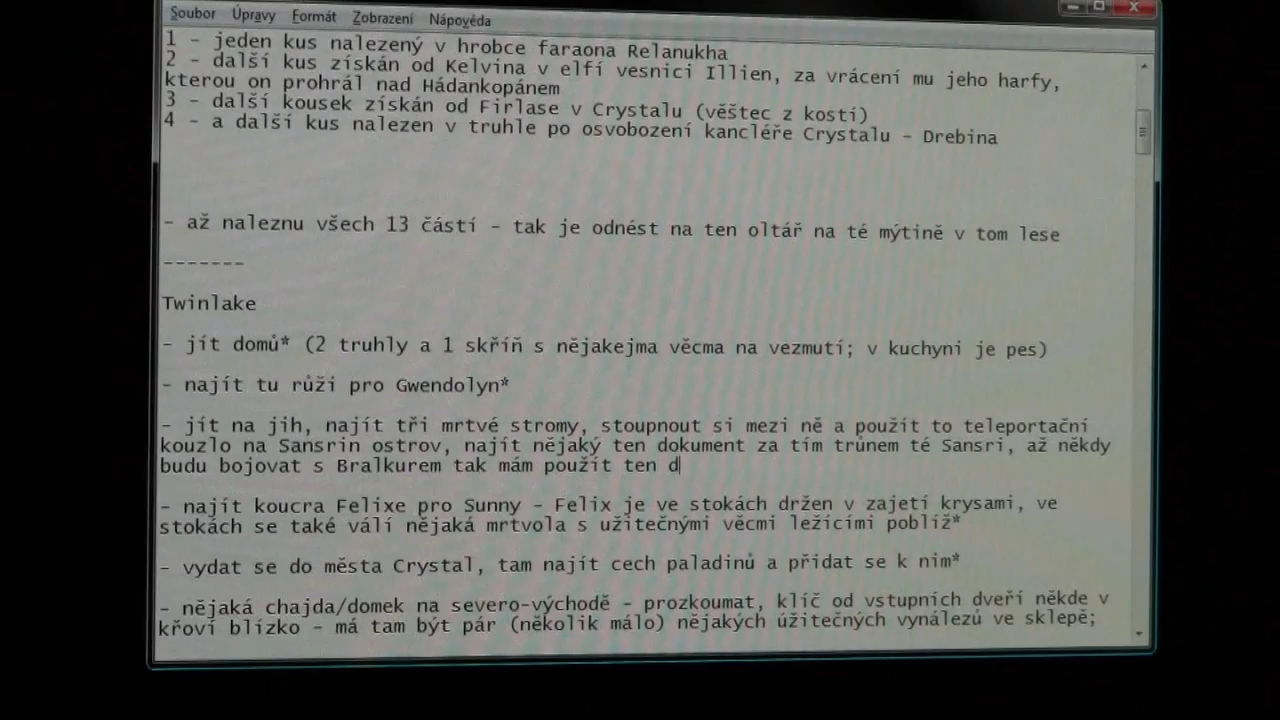 Soubor Úpravy Formát Zobrazení Nápověda
1 - jeden kus nalezený v hrobce faraona Relanukha
2 - další kus získán od Kelvina v elfí vesnici Illien, za vrácení mu jeho harfy,
kterou on prohrál nad Hádankopánem
3 - další kousek získán od Firlase v Crystalu (věštec z kostí)
4 - a další kus nalezen v truhle po osvobození kancléře Crystalu - Drebina
- až naleznu všech 13 částí - tak je odnést na ten oltář na té mýtině v tom lese
-------
Twinlake
- jít domů* (2 truhly a 1 skříň s nějakejma věcma na vezmutí; v kuchyni je pes)
- najít tu růži pro Gwendolyn*
- jít na jih, najít tři mrtvé stromy, stoupnout si mezi ně a použít to teleportační
kouzlo na Sansrin ostrov, najít nějaký ten dokument za tím trůnem té Sansri, až někdy
budu bojovat s Bralkurem tak mám použít ten d
- najít koucra Felixe pro Sunny - Felix je ve stokách držen v zajetí krysami, ve
stokách se také válí nějaká mrtvola s užitečnými věcmi ležícími poblíž*
- vydat se do města Crystal, tam najít cech paladinů a přidat se k nim*
- nějaká chajda/domek na severo-východě - prozkoumat, klíč od vstupních dveří někde v
křoví blízko - má tam být pár (několik málo) nějakých úžitečných vynálezů ve sklepě;